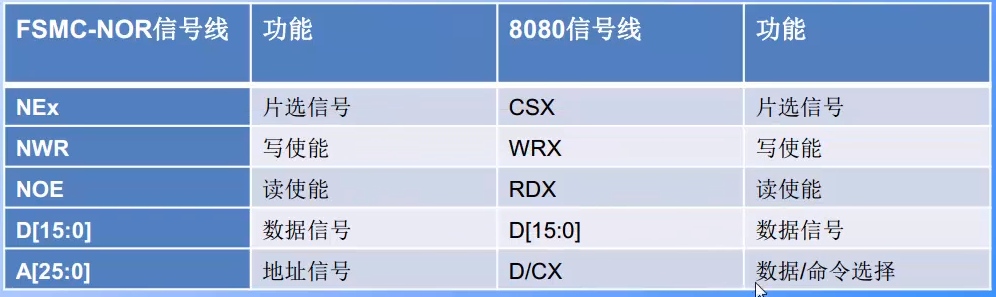 FSMC-NOR信号线 功能 8080信号线 功能
NEx 片选信号 CSX 片选信号
NWR 写使能 WRX 写使能
NOE 读使能 RDX 读使能
D[15:0] 数据信号 D[15:0] 数据信号
A[25:0] 地址信号 D/CX 数据/命令选择